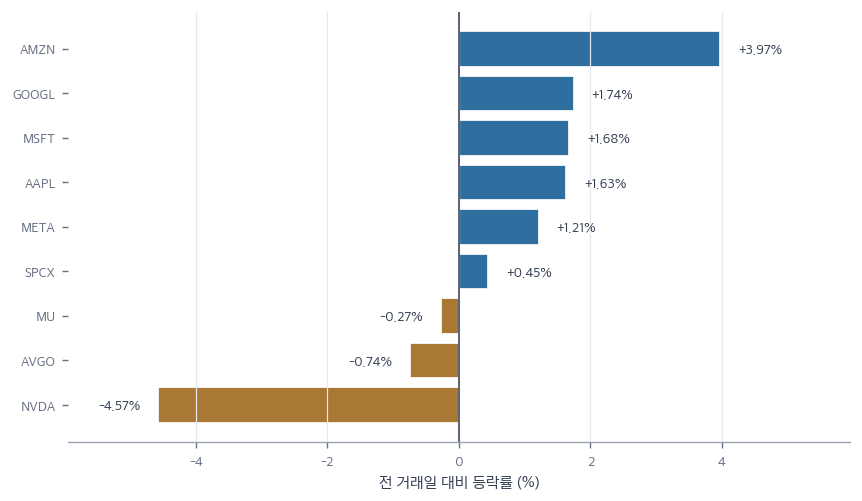 AMZN +3.97%
GOOGL +1.74%
MSFT +1.68%
AAPL +1.63%
META +1.21%
SPCX +0.45%
MU −0.27%
AVGO −0.74%
NVDA −4.57%
−4 −2 0 2 4
전 거래일 대비 등락률 (%)